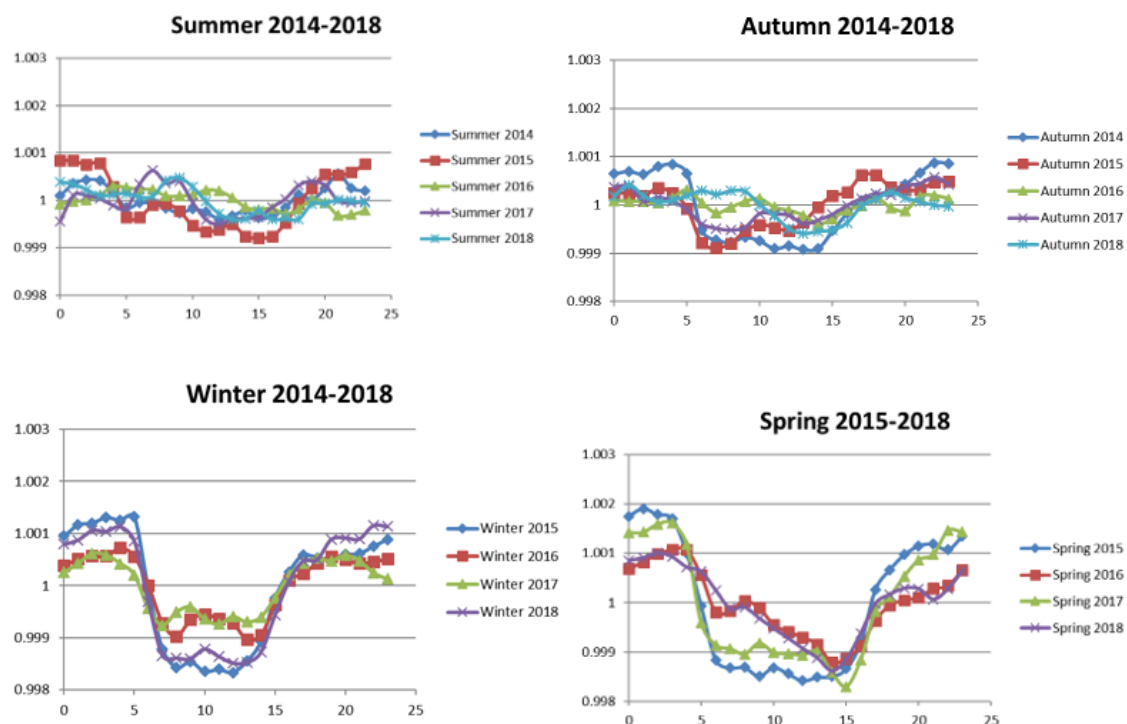 Summer 2014-2018
1.003
1.002
1.001
1
0.999
0.998
0 5 10 15 20 25
Summer 2014
Summer 2015
Summer 2016
Summer 2017
Summer 2018
Autumn 2014-2018
1.003
1.002
1.001
1
0.999
0.998
0 5 10 15 20 25
Autumn 2014
Autumn 2015
Autumn 2016
Autumn 2017
Autumn 2018
Winter 2014-2018
1.003
1.002
1.001
1
0.999
0.998
0 5 10 15 20 25
Winter 2015
Winter 2016
Winter 2017
Winter 2018
Spring 2015-2018
1.003
1.002
1.001
1
0.999
0.998
0 5 10 15 20 25
Spring 2015
Spring 2016
Spring 2017
Spring 2018